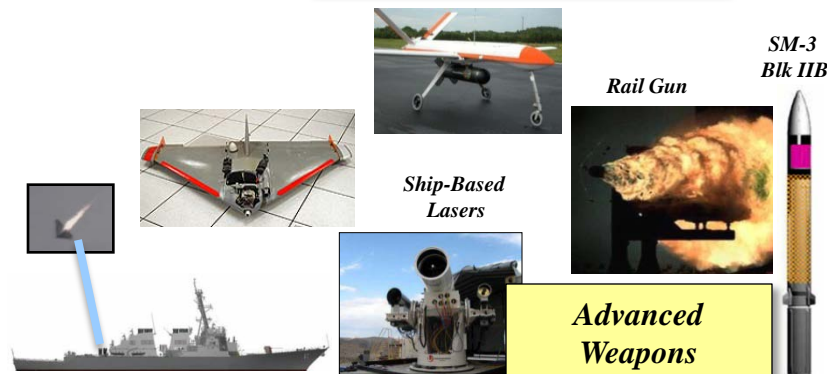 SM-3
Blk IIB
Rail Gun
Ship-Based
Lasers
Advanced
Weapons